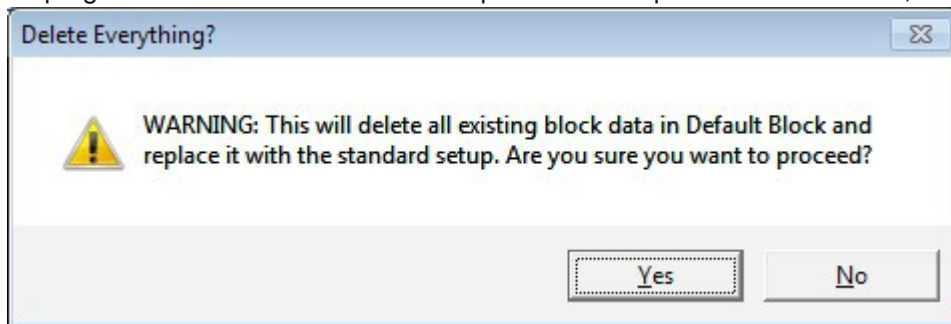 Delete Everything?
WARNING: This will delete all existing block data in Default Block and
replace it with the standard setup. Are you sure you want to proceed?
Yes
No